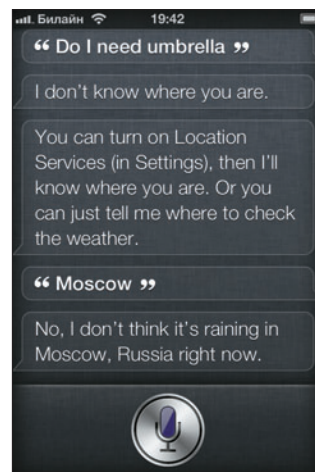 .ıııl. Билайн 19:42
“ Do I need umbrella ”
I don’t know where you are.
You can turn on Location
Services (in Settings), then I’ll
know where you are. Or you
can just tell me where to check
the weather.
“ Moscow ”
No, I don’t think it’s raining in
Moscow, Russia right now.